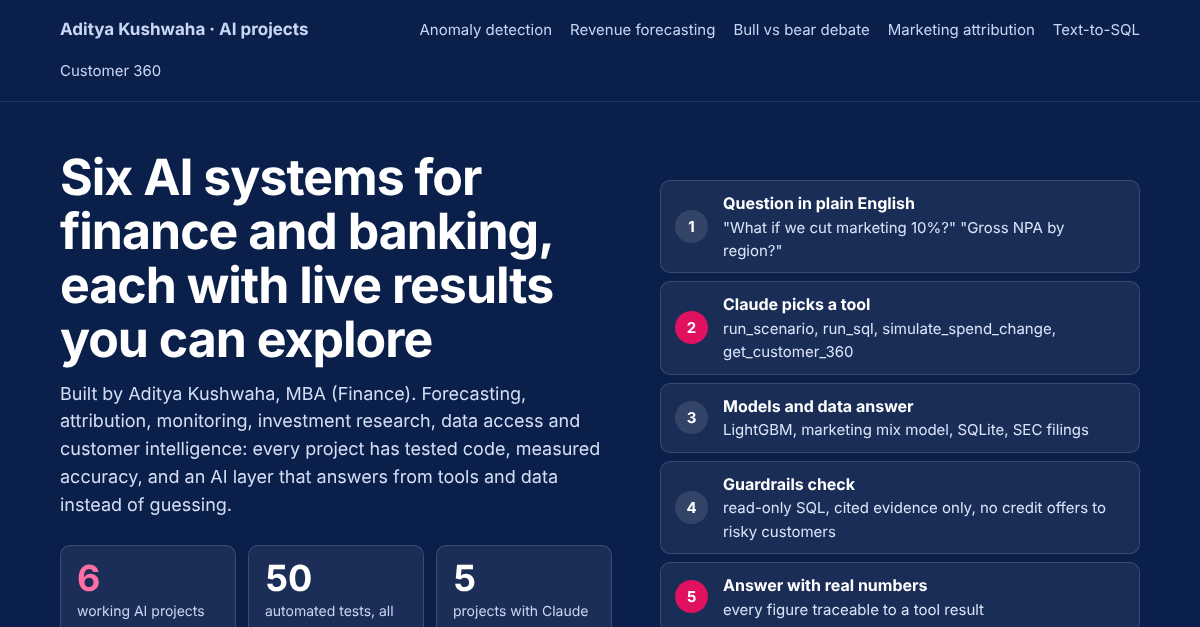 Aditya Kushwaha · AI projects
Anomaly detection
Revenue forecasting
Bull vs bear debate
Marketing attribution
Text-to-SQL
Customer 360
Six AI systems for
finance and banking,
each with live results
you can explore
Built by Aditya Kushwaha, MBA (Finance). Forecasting,
attribution, monitoring, investment research, data access and
customer intelligence: every project has tested code, measured
accuracy, and an AI layer that answers from tools and data
instead of guessing.
6
working AI projects
50
automated tests, all
5
projects with Claude
1
Question in plain English
"What if we cut marketing 10%?" "Gross NPA by
region?"
2
Claude picks a tool
run_scenario, run_sql, simulate_spend_change,
get_customer_360
3
Models and data answer
LightGBM, marketing mix model, SQLite, SEC filings
4
Guardrails check
read-only SQL, cited evidence only, no credit offers to
risky customers
5
Answer with real numbers
every figure traceable to a tool result